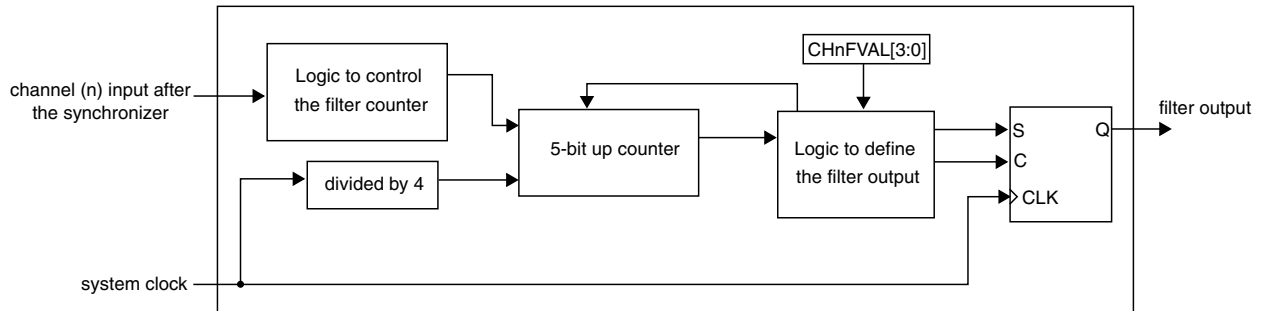 CHnFVAL[3:0]
Logic to control
the filter counter
channel (n) input after
the synchronizer
filter output
S
Q
5-bit up counter
Logic to define
the filter output
C
divided by 4
CLK
system clock